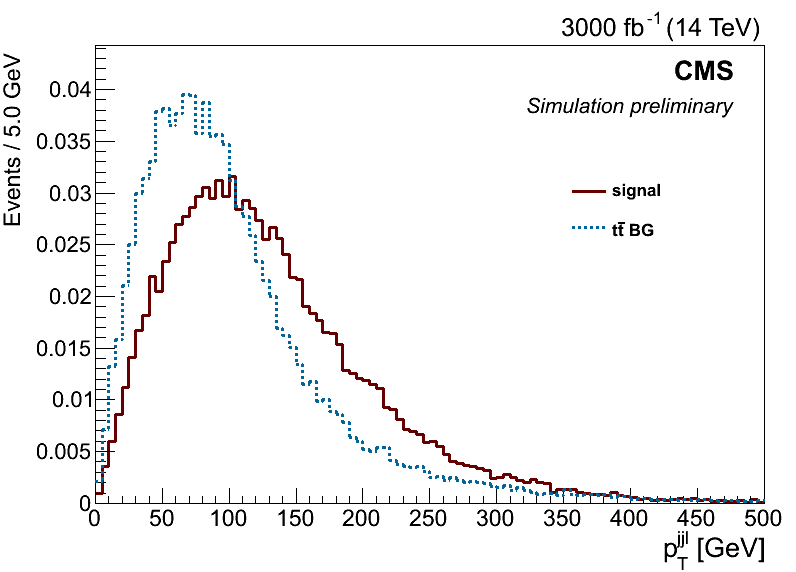 3000 fb⁻¹ (14 TeV)
CMS
Simulation preliminary
signal
tt̄ BG
Events / 5.0 GeV
0.04
0.035
0.03
0.025
0.02
0.015
0.01
0.005
0
0 50 100 150 200 250 300 350 400 450 500
p_T^jjl [GeV]